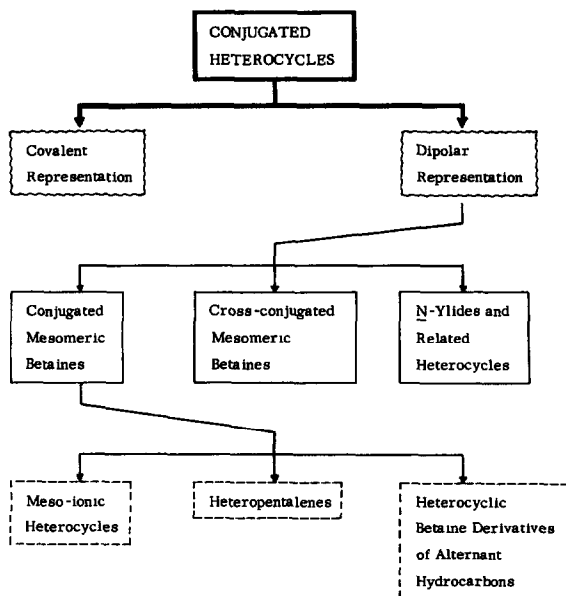 CONJUGATED
HETEROCYCLES
Covalent
Representation
Dipolar
Representation
Conjugated
Mesomeric
Betaines
Cross-conjugated
Mesomeric
Betaines
N-Ylides and
Related
Heterocycles
Meso-ionic
Heterocycles
Heteropentalenes
Heterocyclic
Betaine Derivatives
of Alternant
Hydrocarbons